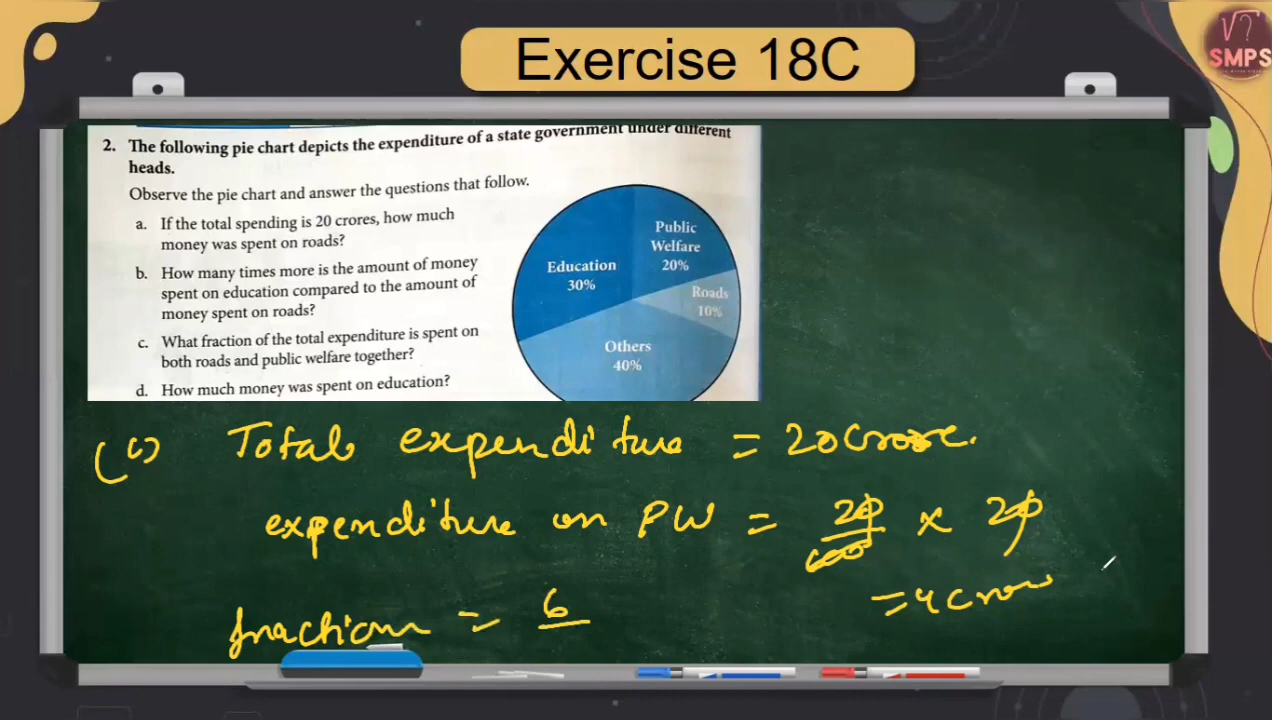 Exercise 18C
√?
SMPS
2. The following pie chart depicts the expenditure of a state government under different
heads.
Observe the pie chart and answer the questions that follow.
a. If the total spending is 20 crores, how much
money was spent on roads?
b. How many times more is the amount of money
spent on education compared to the amount of
money spent on roads?
c. What fraction of the total expenditure is spent on
both roads and public welfare together?
d. How much money was spent on education?
Education
30%
Public
Welfare
20%
Roads
10%
Others
40%
(c) Total expenditure = 20 crore.
expenditure on PW = 20/100 × 20
= 4 crore
fraction = 6